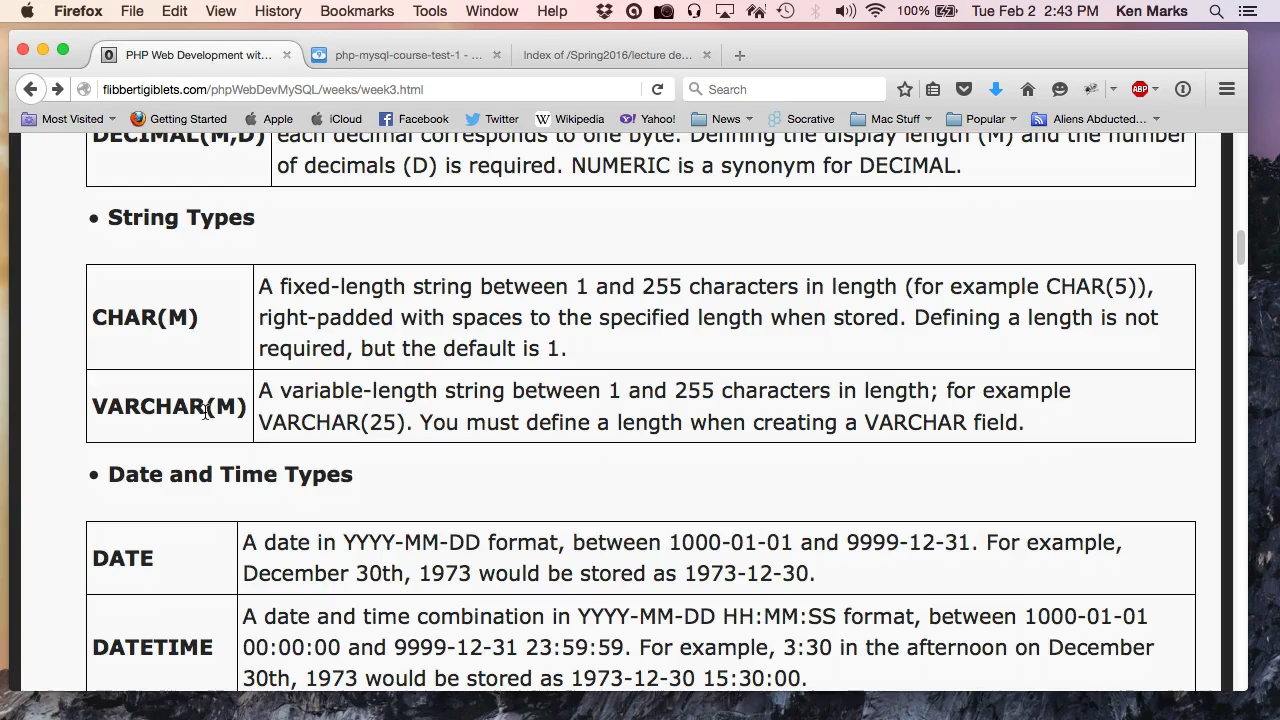 Firefox File Edit View History Bookmarks Tools Window Help 100% Tue Feb 2 2:43 PM Ken Marks
PHP Web Development wit... × php-mysql-course-test-1 - ... × Index of /Spring2016/lecture de... × +
flibbertigiblets.com/phpWebDevMySQL/weeks/week3.html Search ABP
Most Visited Getting Started Apple iCloud Facebook Twitter W Wikipedia Yahoo! News Socrative Mac Stuff Popular Aliens Abducted...
DECIMAL(M,D) each decimal corresponds to one byte. Defining the display length (M) and the number
of decimals (D) is required. NUMERIC is a synonym for DECIMAL.
• String Types
A fixed-length string between 1 and 255 characters in length (for example CHAR(5)),
CHAR(M) right-padded with spaces to the specified length when stored. Defining a length is not
required, but the default is 1.
A variable-length string between 1 and 255 characters in length; for example
VARCHAR(M)
VARCHAR(25). You must define a length when creating a VARCHAR field.
• Date and Time Types
A date in YYYY-MM-DD format, between 1000-01-01 and 9999-12-31. For example,
DATE
December 30th, 1973 would be stored as 1973-12-30.
A date and time combination in YYYY-MM-DD HH:MM:SS format, between 1000-01-01
DATETIME 00:00:00 and 9999-12-31 23:59:59. For example, 3:30 in the afternoon on December
30th, 1973 would be stored as 1973-12-30 15:30:00.